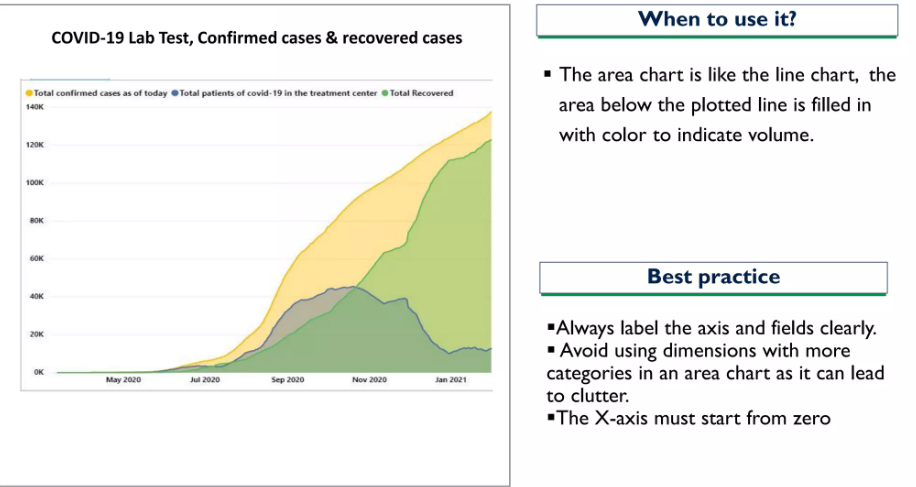 COVID-19 Lab Test, Confirmed cases & recovered cases
Total confirmed cases as of today Total patients of covid-19 in the treatment center Total Recovered
140K
120K
100K
80K
60K
40K
20K
0K
May 2020 Jul 2020 Sep 2020 Nov 2020 Jan 2021
When to use it?
▪ The area chart is like the line chart, the
area below the plotted line is filled in
with color to indicate volume.
Best practice
▪Always label the axis and fields clearly.
▪ Avoid using dimensions with more
categories in an area chart as it can lead
to clutter.
▪The X-axis must start from zero